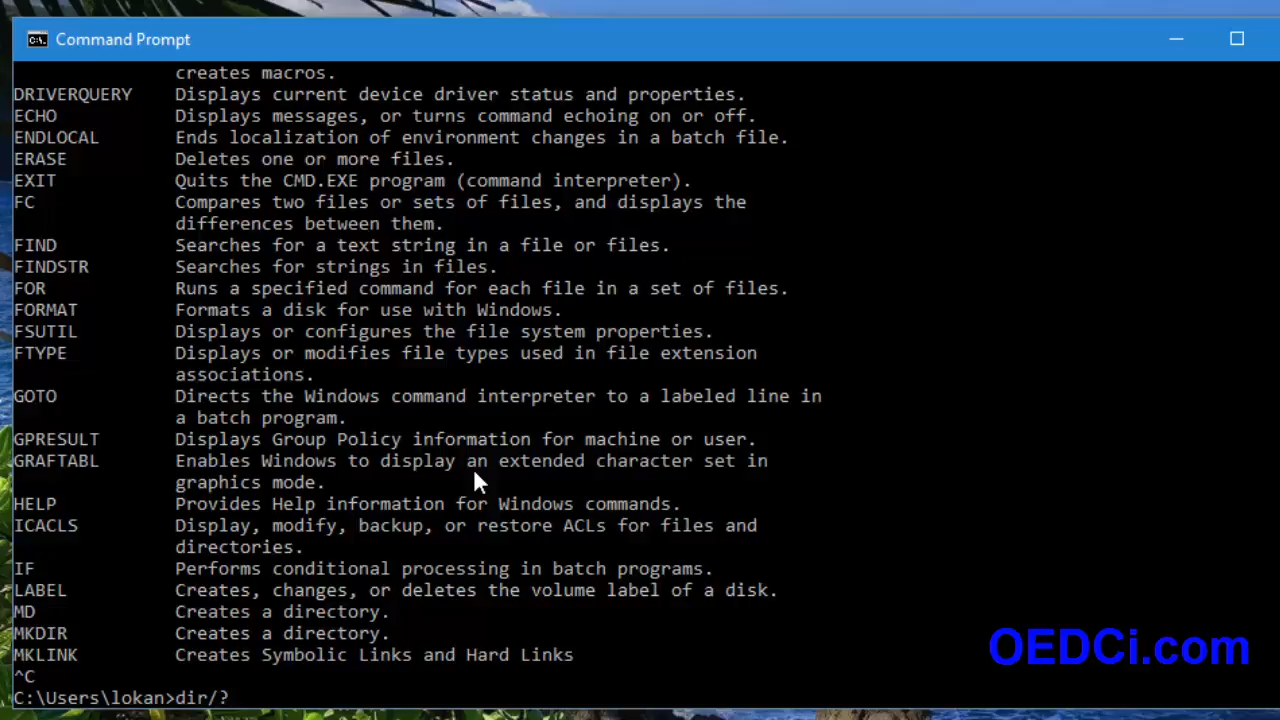 Command Prompt
creates macros.
DRIVERQUERY Displays current device driver status and properties.
ECHO Displays messages, or turns command echoing on or off.
ENDLOCAL Ends localization of environment changes in a batch file.
ERASE Deletes one or more files.
EXIT Quits the CMD.EXE program (command interpreter).
FC Compares two files or sets of files, and displays the
differences between them.
FIND Searches for a text string in a file or files.
FINDSTR Searches for strings in files.
FOR Runs a specified command for each file in a set of files.
FORMAT Formats a disk for use with Windows.
FSUTIL Displays or configures the file system properties.
FTYPE Displays or modifies file types used in file extension
associations.
GOTO Directs the Windows command interpreter to a labeled line in
a batch program.
GPRESULT Displays Group Policy information for machine or user.
GRAFTABL Enables Windows to display an extended character set in
graphics mode.
HELP Provides Help information for Windows commands.
ICACLS Display, modify, backup, or restore ACLs for files and
directories.
IF Performs conditional processing in batch programs.
LABEL Creates, changes, or deletes the volume label of a disk.
MD Creates a directory.
MKDIR Creates a directory.
MKLINK Creates Symbolic Links and Hard Links
^C
C:\Users\lokan>dir/?
OEDCi.com